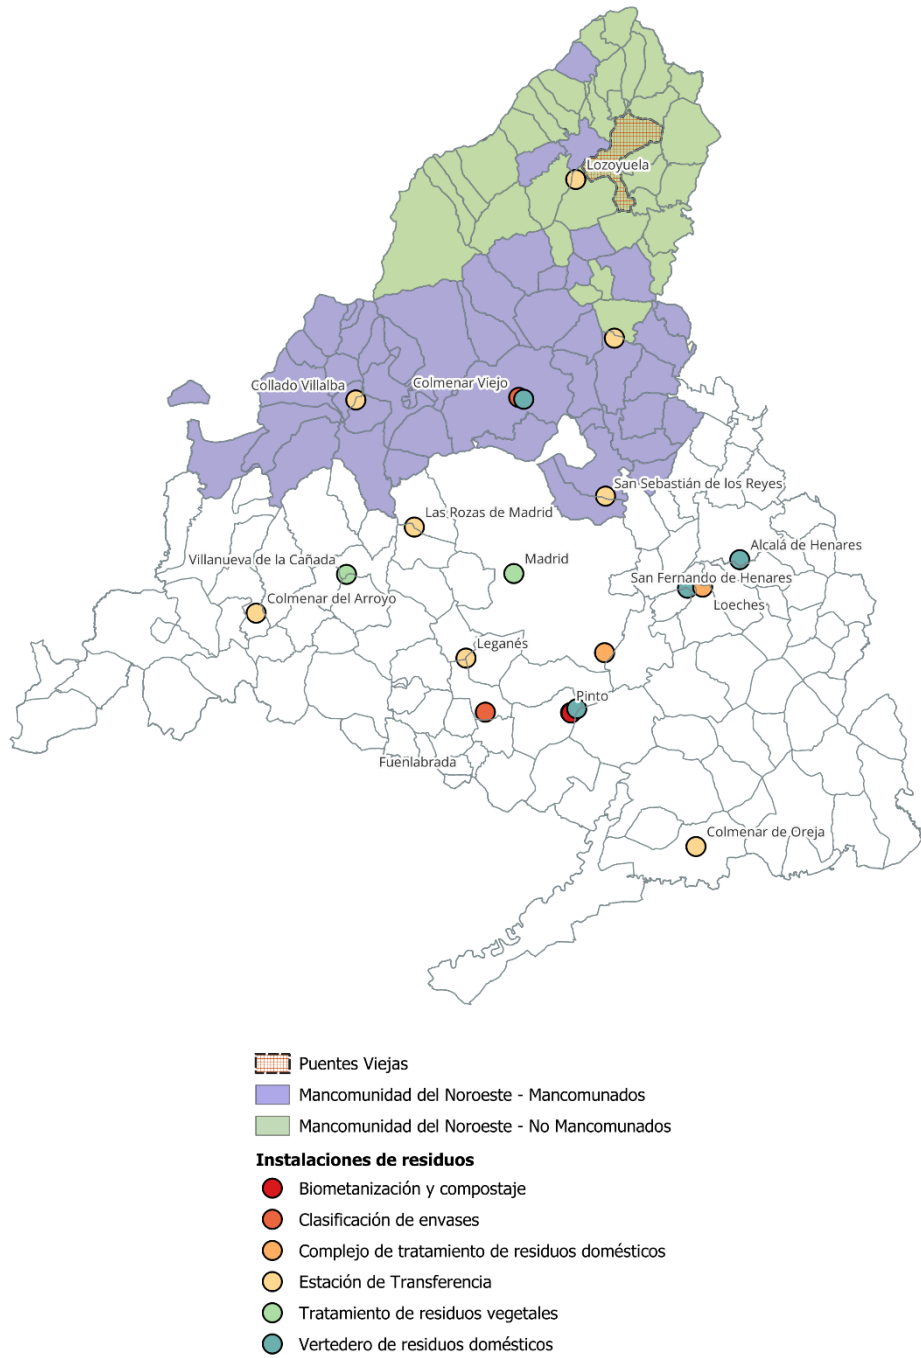 Lozoyuela
Collado Villalba
Colmenar Viejo
San Sebastián de los Reyes
Las Rozas de Madrid
Alcalá de Henares
Villanueva de la Cañada
Madrid
San Fernando de Henares
Colmenar del Arroyo
Loeches
Leganés
Pinto
Fuenlabrada
Colmenar de Oreja
Puentes Viejas
Mancomunidad del Noroeste - Mancomunados
Mancomunidad del Noroeste - No Mancomunados
Instalaciones de residuos
Biometanización y compostaje
Clasificación de envases
Complejo de tratamiento de residuos domésticos
Estación de Transferencia
Tratamiento de residuos vegetales
Vertedero de residuos domésticos